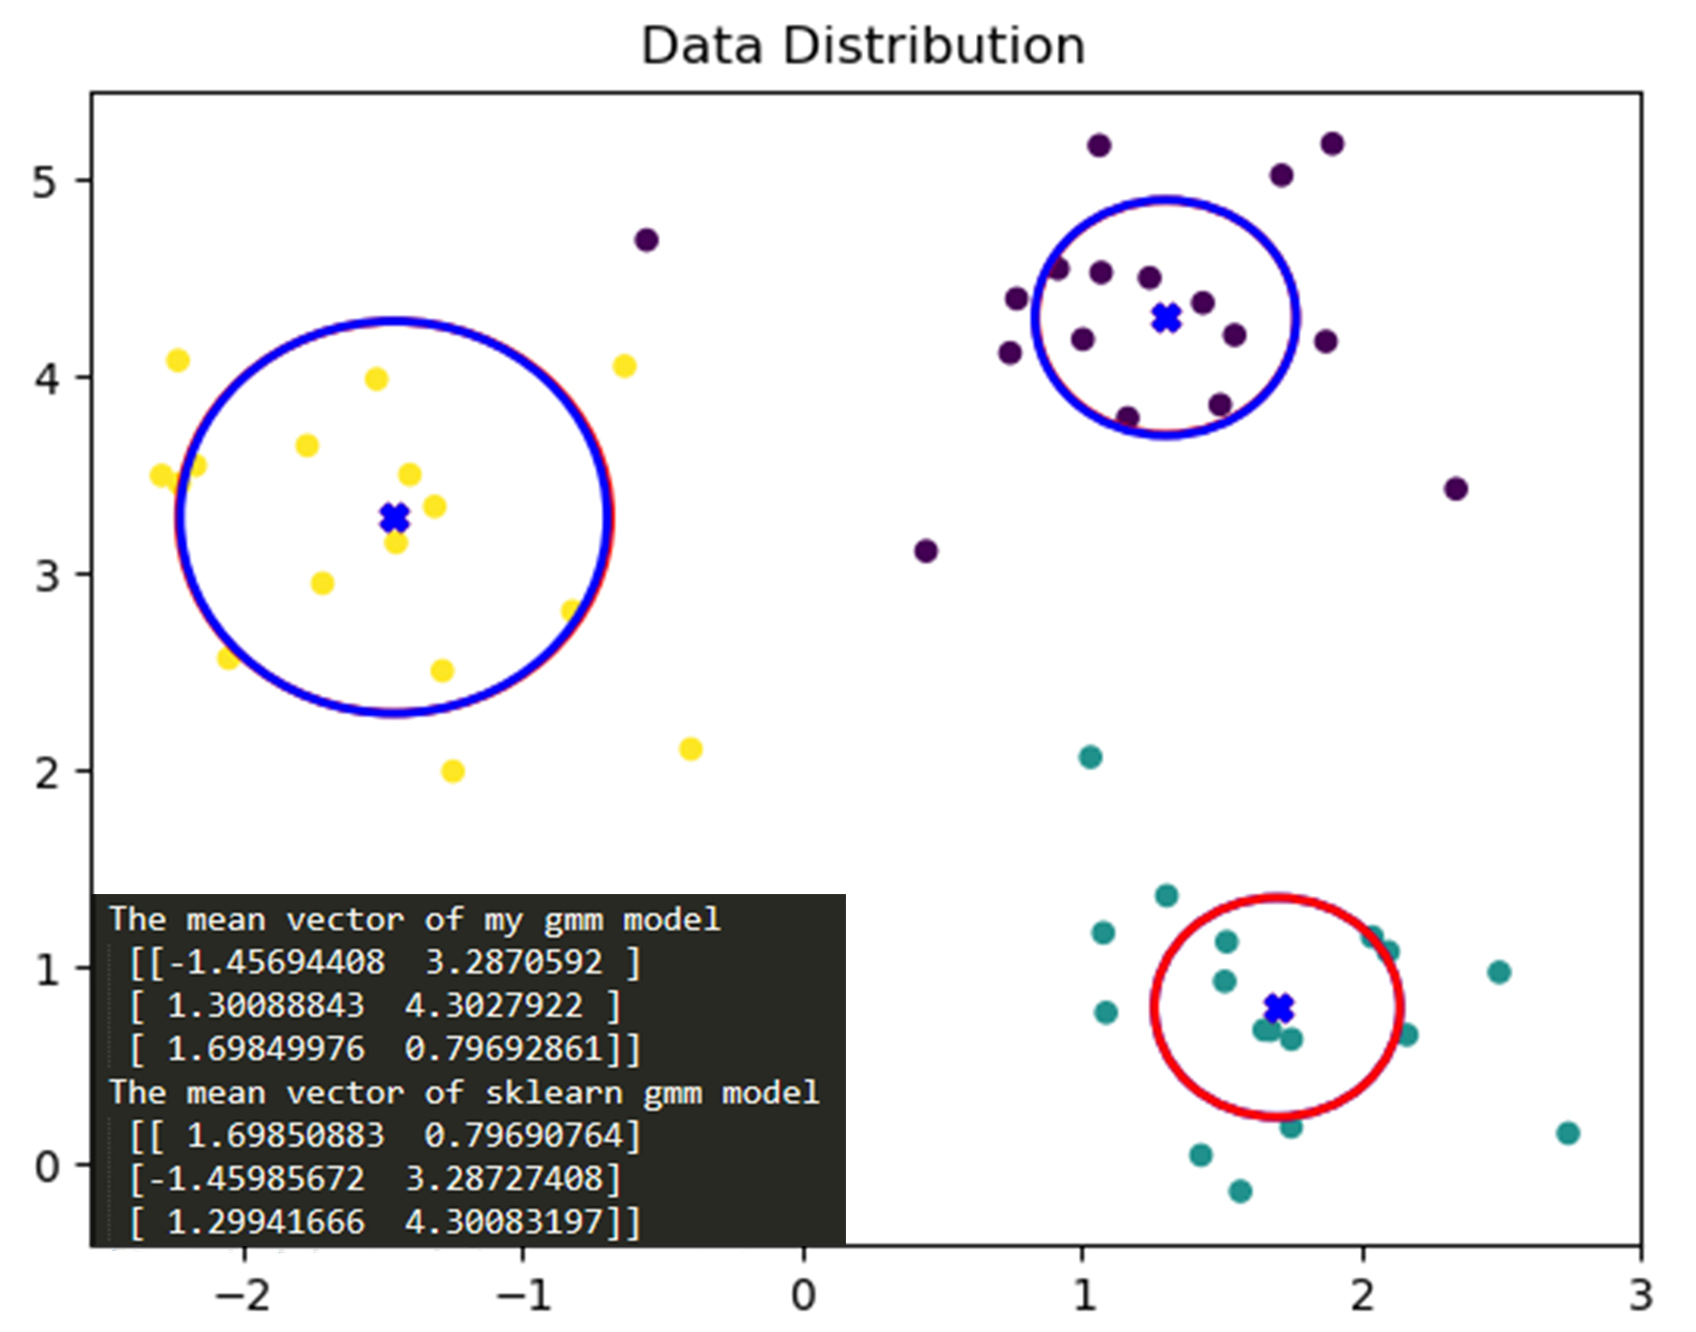 Data Distribution
5
4
3
2
1
0
The mean vector of my gmm model
[[-1.45694408 3.2870592 ]
[ 1.30088843 4.3027922 ]
[ 1.69849976 0.79692861]]
The mean vector of sklearn gmm model
[[ 1.69850883 0.79690764]
[-1.45985672 3.28727408]
[ 1.29941666 4.30083197]]
−2 −1 0 1 2 3